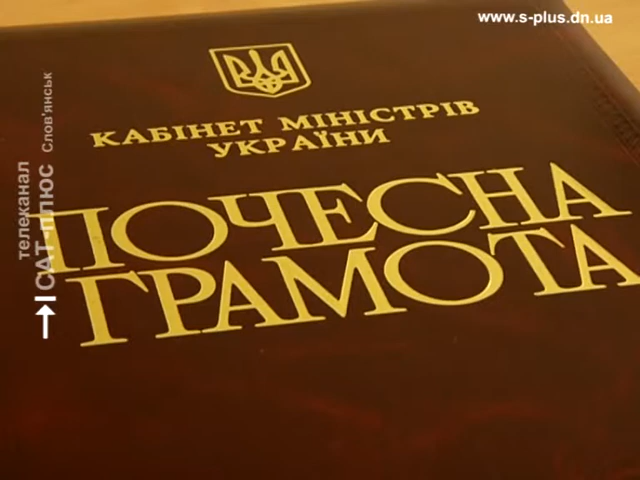 www.s-plus.dn.ua
КАБІНЕТ МІНІСТРІВ
УКРАЇНИ
ПОЧЕСНА
ГРАМОТА
телеканал
САТ-ПЛЮС Слов'янськ